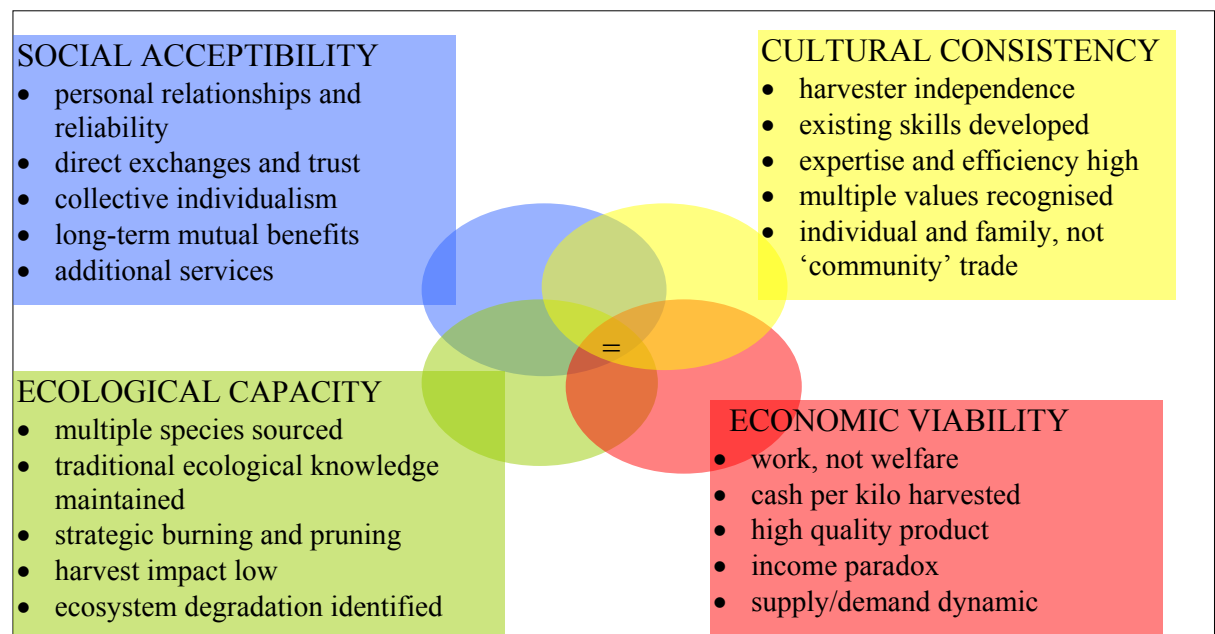 SOCIAL ACCEPTIBILITY
• personal relationships and
reliability
• direct exchanges and trust
• collective individualism
• long-term mutual benefits
• additional services
CULTURAL CONSISTENCY
• harvester independence
• existing skills developed
• expertise and efficiency high
• multiple values recognised
• individual and family, not
‘community’ trade
=
ECOLOGICAL CAPACITY
• multiple species sourced
• traditional ecological knowledge
maintained
• strategic burning and pruning
• harvest impact low
• ecosystem degradation identified
ECONOMIC VIABILITY
• work, not welfare
• cash per kilo harvested
• high quality product
• income paradox
• supply/demand dynamic